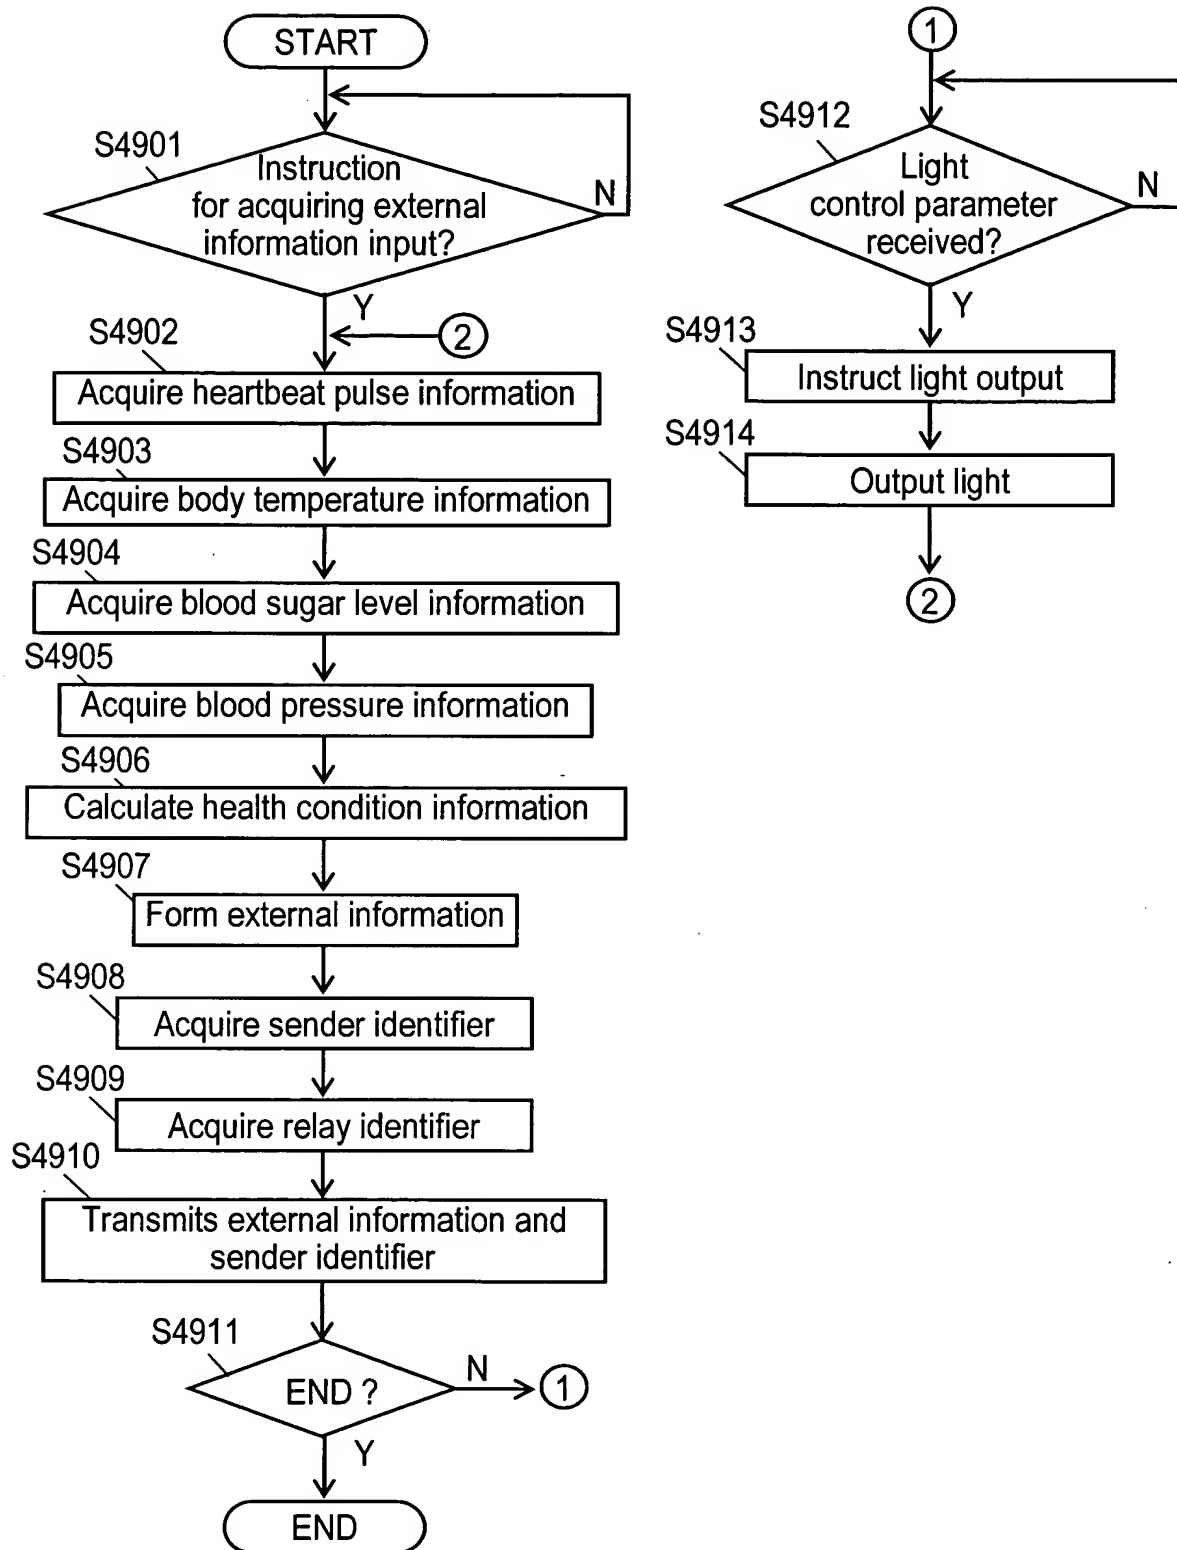 START
S4901
Instruction
for acquiring external
information input?
N
Y
2
S4902
Acquire heartbeat pulse information
S4903
Acquire body temperature information
S4904
Acquire blood sugar level information
S4905
Acquire blood pressure information
S4906
Calculate health condition information
S4907
Form external information
S4908
Acquire sender identifier
S4909
Acquire relay identifier
S4910
Transmits external information and
sender identifier
S4911
END ?
N
1
Y
END
1
S4912
Light
control parameter
received?
N
Y
S4913
Instruct light output
S4914
Output light
2